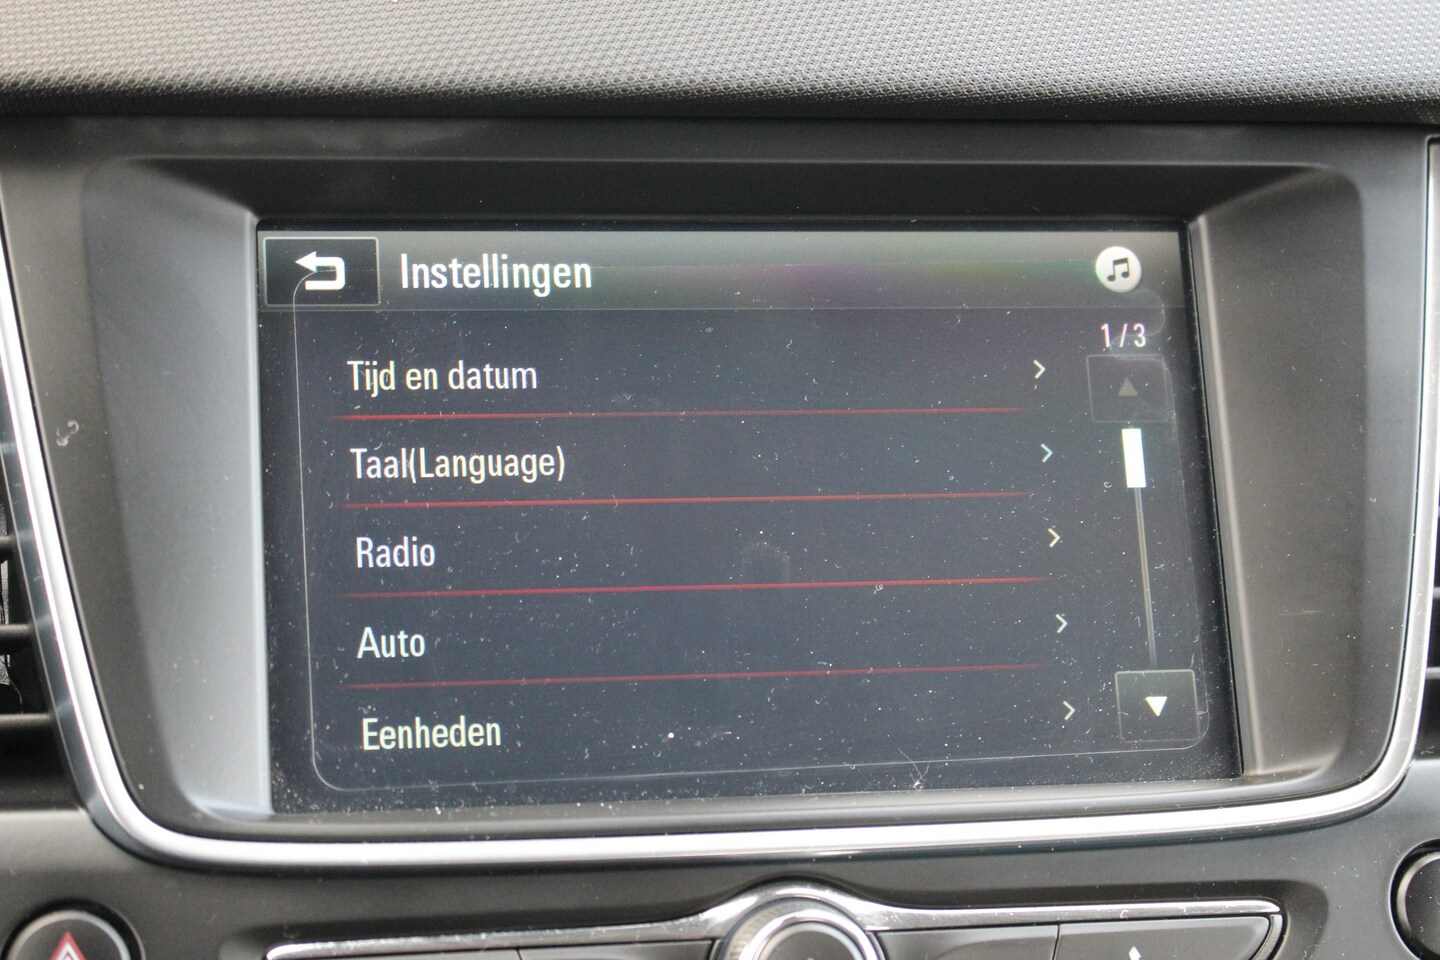 Instellingen
1/3
Tijd en datum
Taal(Language)
Radio
Auto
Eenheden